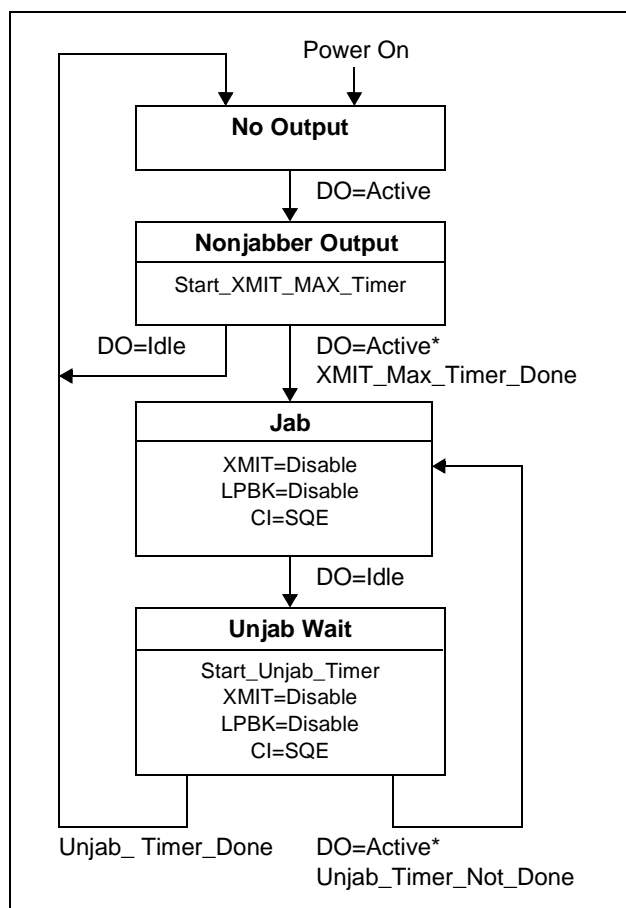 Power On
No Output
DO=Active
Nonjabber Output
Start_XMIT_MAX_Timer
DO=Idle
DO=Active*
XMIT_Max_Timer_Done
Jab
XMIT=Disable
LPBK=Disable
CI=SQE
DO=Idle
Unjab Wait
Start_Unjab_Timer
XMIT=Disable
LPBK=Disable
CI=SQE
Unjab_ Timer_Done
DO=Active*
Unjab_Timer_Not_Done